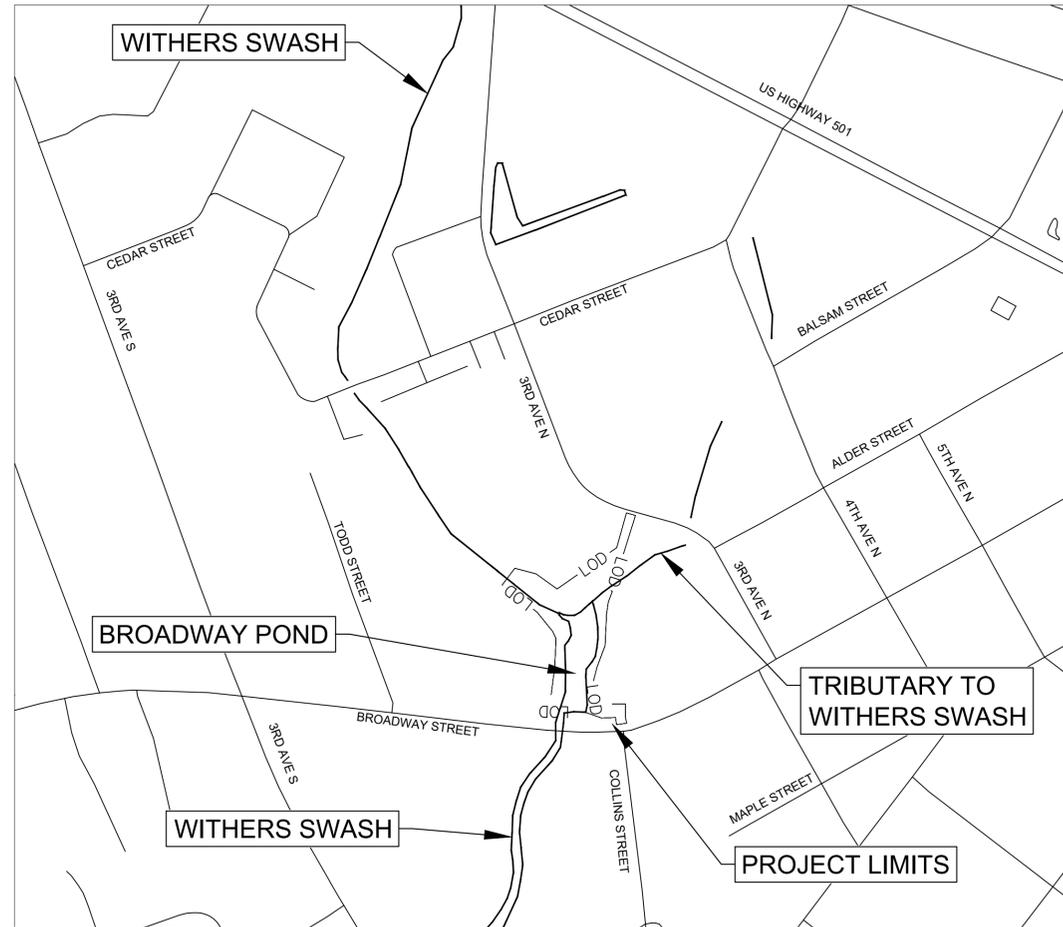 WITHERS SWASH
US HIGHWAY 501
CEDAR STREET
3RD AVE S
CEDAR STREET
BALSAM STREET
3RD AVE N
ALDER STREET
5TH AVE N
4TH AVE N
TODD STREET
LOD
LOD
LOD
3RD AVE N
BROADWAY POND
TRIBUTARY TO
WITHERS SWASH
LOD
LOD
BROADWAY STREET
3RD AVE S
COLLINS STREET
MAPLE STREET
WITHERS SWASH
PROJECT LIMITS